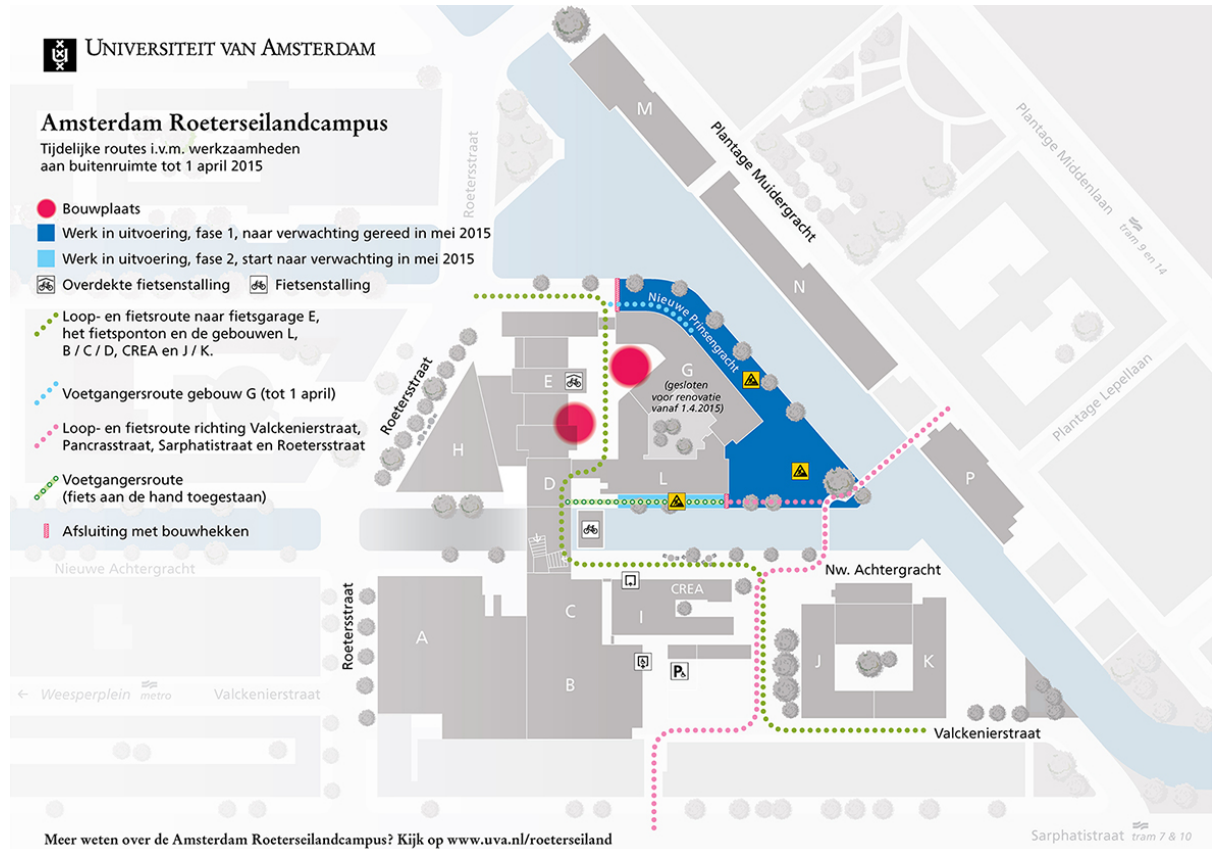 UNIVERSITEIT VAN AMSTERDAM
Amsterdam Roeterseilandcampus
Tijdelijke routes i.v.m. werkzaamheden
aan buitenruimte tot 1 april 2015
Bouwplaats
Werk in uitvoering, fase 1, naar verwachting gereed in mei 2015
Werk in uitvoering, fase 2, start naar verwachting in mei 2015
Overdekte fietsenstalling
Fietsenstalling
Loop- en fietsroute naar fietsgarage E,
het fietsponton en de gebouwen L,
B / C / D, CREA en J / K.
Voetgangersroute gebouw G (tot 1 april)
Loop- en fietsroute richting Valckenierstraat,
Pancrasstraat, Sarphatistraat en Roetersstraat
Voetgangersroute
(fiets aan de hand toegestaan)
Afsluiting met bouwhekken
Roetersstraat
M
Plantage Muidergracht
Plantage Middenlaan
tram 9 en 14
N
Nieuwe Prinsengracht
G
(gesloten
voor renovatie
vanaf 1.4.2015)
E
Roetersstraat
H
Plantage Lepellaan
D
L
P
Nieuwe Achtergracht
Nw. Achtergracht
CREA
C
I
A
Roetersstraat
J
K
B
P
← Weesperplein metro
Valckenierstraat
Valckenierstraat
Sarphatistraat tram 7 & 10
Meer weten over de Amsterdam Roeterseilandcampus? Kijk op www.uva.nl/roeterseiland